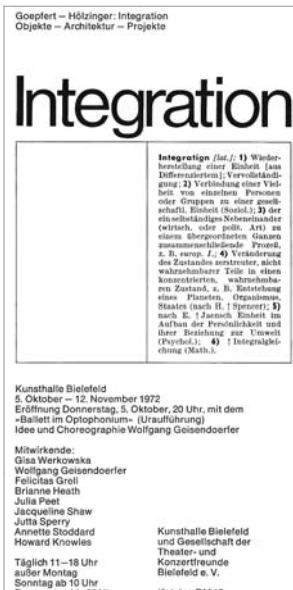 Goepfert – Hölzinger: Integration
Objekte – Architektur – Projekte
Integration
Integration [lat.]: 1) Wieder-
herstellung einer Einheit [aus
Differenziertem]; Vervollständi-
gung; 2) Verbindung einer Viel-
heit von einzelnen Personen
oder Gruppen zu einer gesell-
schaftl. Einheit (Soziol.); 3) der
ein selbständiges Nebeneinander
(wirtsch. oder polit. Art) zu
einem übergeordneten Ganzen
zusammenschließende Prozeß,
z. B. europ. I.; 4) Veränderung
des Zustandes zerstreuter, nicht
wahrnehmbarer Teile in einen
konzentrierten, wahrnehmba-
ren Zustand, z. B. Entstehung
eines Planeten, Organismus,
Staates (nach H. ↑ Spencer); 5)
nach E. ↑ Jaensch Einheit im
Aufbau der Persönlichkeit und
ihrer Beziehung zur Umwelt
(Psychol.); 6) ↑ Integralglei-
chung (Math.).
Kunsthalle Bielefeld
5. Oktober – 12. November 1972
Eröffnung Donnerstag, 5. Oktober, 20 Uhr, mit dem
»Ballett im Optophonium« (Uraufführung)
Idee und Choreographie Wolfgang Geisendoerfer
Mitwirkende:
Gisa Werkowska
Wolfgang Geisendoerfer
Felicitas Grell
Brianne Heath
Julia Peet
Jacqueline Shaw
Jutta Sperry
Annette Stoddard
Howard Knowles
Täglich 11–18 Uhr
außer Montag
Sonntag ab 10 Uhr
Kunsthalle Bielefeld
und Gesellschaft der
Theater- und
Konzertfreunde
Bielefeld e. V.